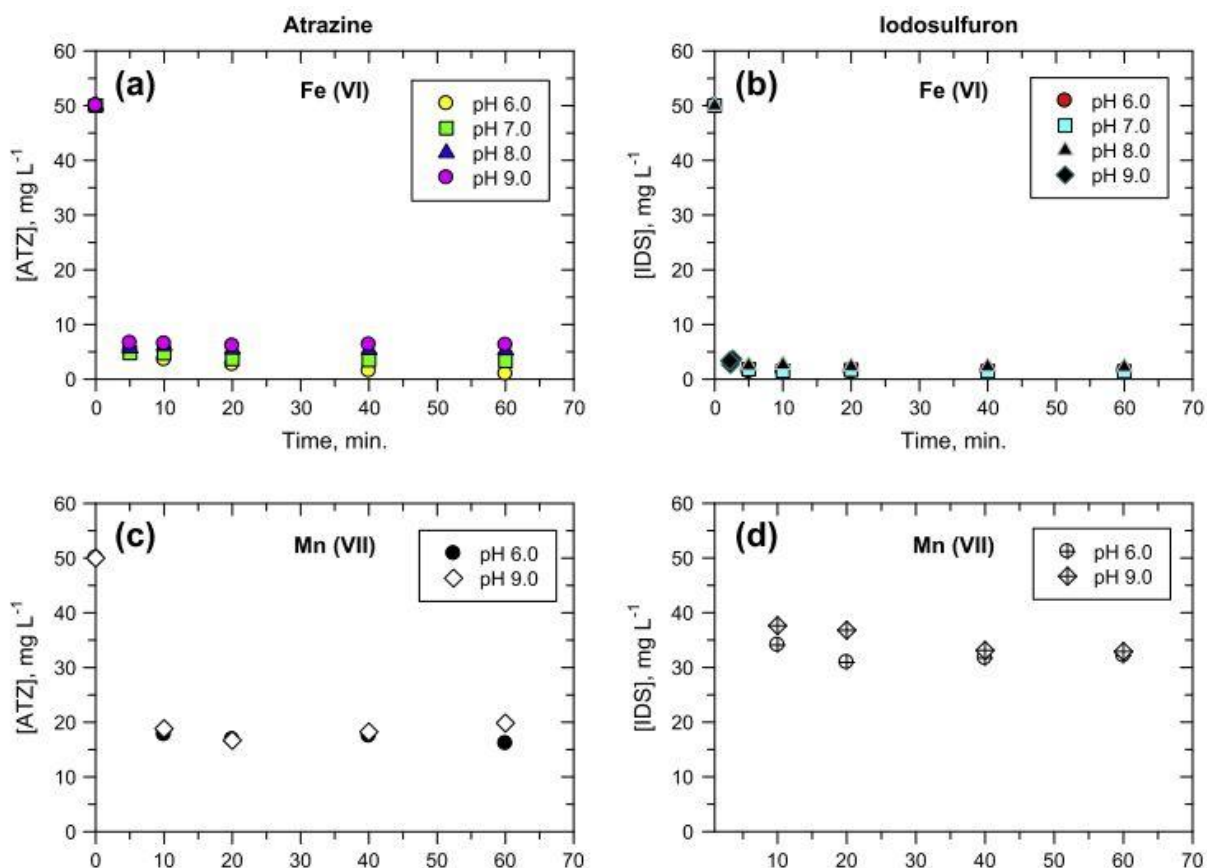 Atrazine
Iodosulfuron
(a)
Fe (VI)
pH 6.0
pH 7.0
pH 8.0
pH 9.0
60
50
40
30
20
10
0
[ATZ], mg L⁻¹
0 10 20 30 40 50 60 70
Time, min.
(b)
Fe (VI)
pH 6.0
pH 7.0
pH 8.0
pH 9.0
60
50
40
30
20
10
0
[IDS], mg L⁻¹
0 10 20 30 40 50 60 70
Time, min.
(c)
Mn (VII)
pH 6.0
pH 9.0
60
50
40
30
20
10
0
[ATZ], mg L⁻¹
0 10 20 30 40 50 60 70
(d)
Mn (VII)
pH 6.0
pH 9.0
60
50
40
30
20
10
0
[IDS], mg L⁻¹
10 20 30 40 50 60 70